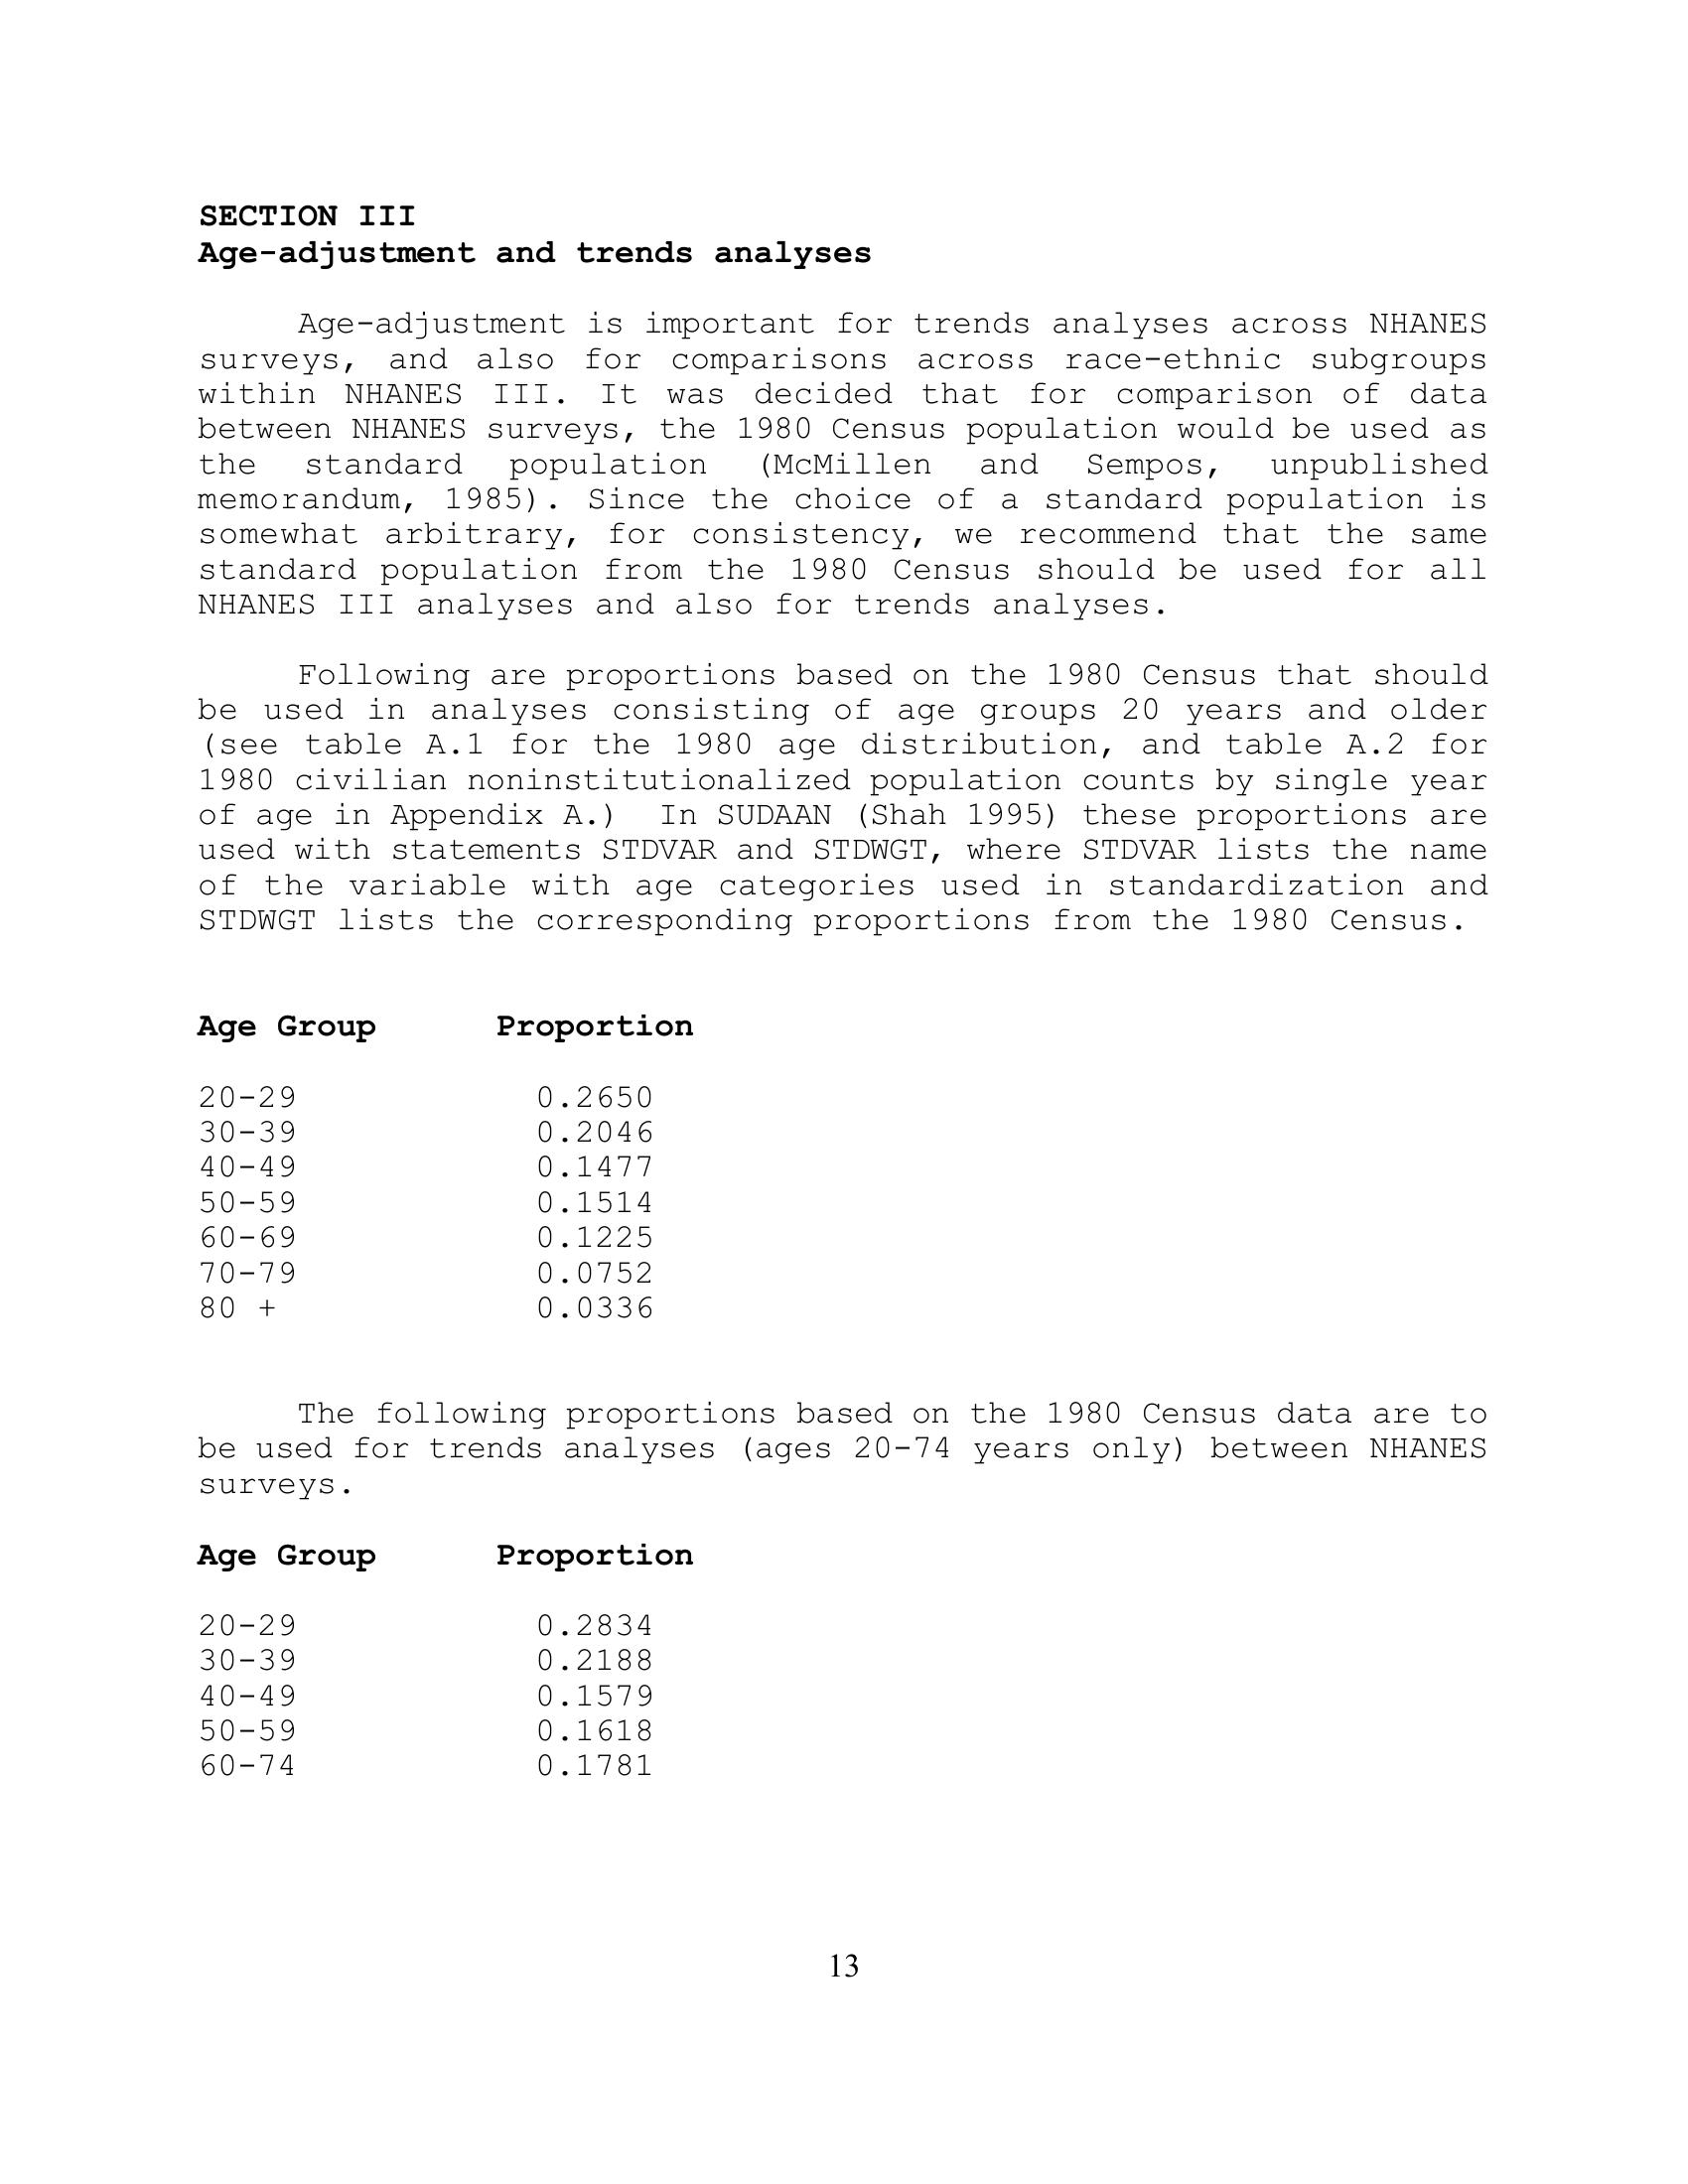 SECTION III
Age-adjustment and trends analyses
Age-adjustment is important for trends analyses across NHANES
surveys, and also for comparisons across race-ethnic subgroups
within NHANES III. It was decided that for comparison of data
between NHANES surveys, the 1980 Census population would be used as
the standard population (McMillen and Sempos, unpublished
memorandum, 1985). Since the choice of a standard population is
somewhat arbitrary, for consistency, we recommend that the same
standard population from the 1980 Census should be used for all
NHANES III analyses and also for trends analyses.
Following are proportions based on the 1980 Census that should
be used in analyses consisting of age groups 20 years and older
(see table A.1 for the 1980 age distribution, and table A.2 for
1980 civilian noninstitutionalized population counts by single year
of age in Appendix A.) In SUDAAN (Shah 1995) these proportions are
used with statements STDVAR and STDWGT, where STDVAR lists the name
of the variable with age categories used in standardization and
STDWGT lists the corresponding proportions from the 1980 Census.
Age Group Proportion
20-29 0.2650
30-39 0.2046
40-49 0.1477
50-59 0.1514
60-69 0.1225
70-79 0.0752
80 + 0.0336
The following proportions based on the 1980 Census data are to
be used for trends analyses (ages 20-74 years only) between NHANES
surveys.
Age Group Proportion
20-29 0.2834
30-39 0.2188
40-49 0.1579
50-59 0.1618
60-74 0.1781
13